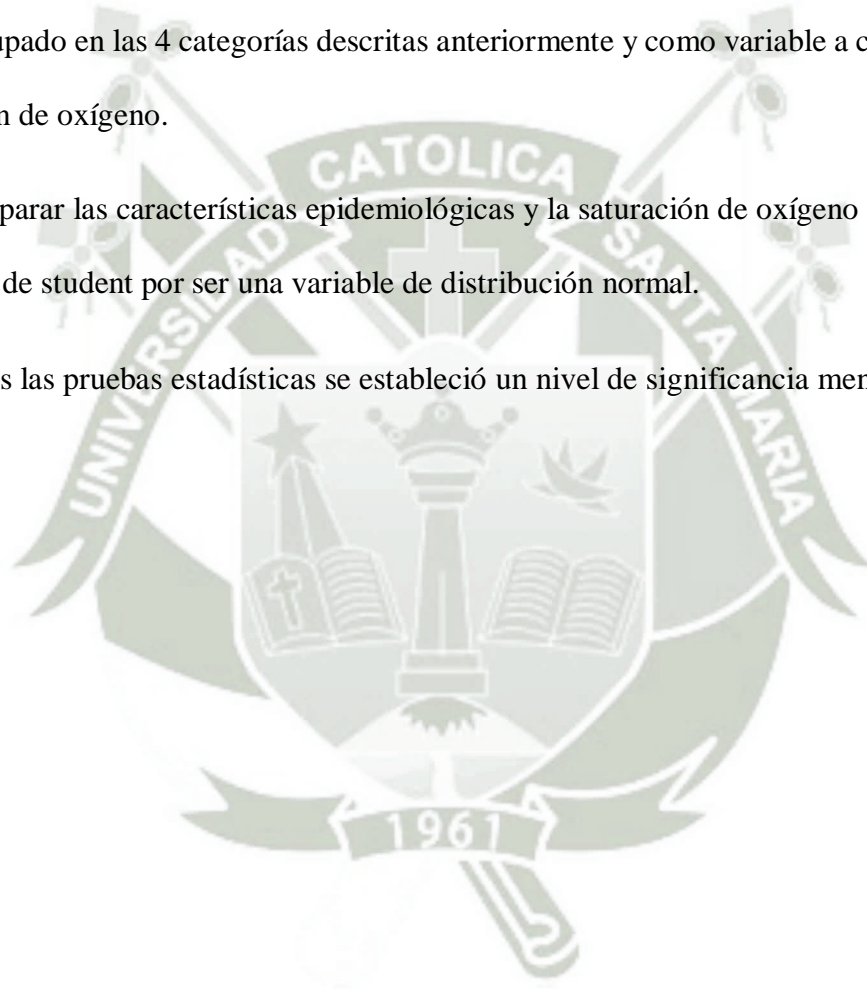 upado en las 4 categorías descritas anteriormente y como variable a c
n de oxígeno.
parar las características epidemiológicas y la saturación de oxígeno
de student por ser una variable de distribución normal.
s las pruebas estadísticas se estableció un nivel de significancia men
UNIVERSIDAD CATOLICA SANTA MARIA
1961